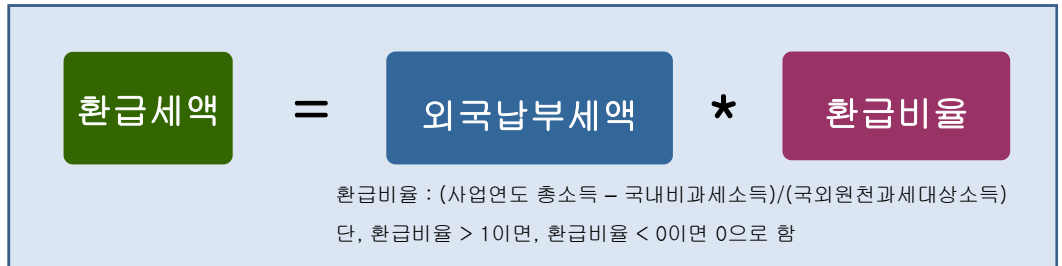 환급세액 = 외국납부세액 * 환급비율
환급비율 : (사업연도 총소득 – 국내비과세소득)/(국외원천과세대상소득)
단, 환급비율 > 1이면, 환급비율 < 0이면 0으로 함